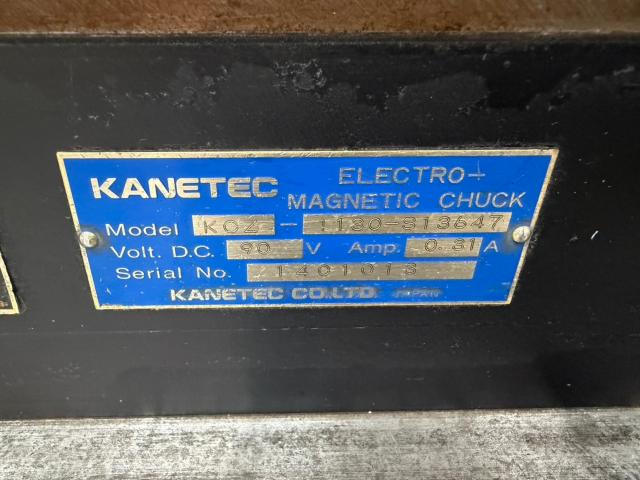 KANETEC
ELECTRO-
MAGNETIC CHUCK
Model KCZ - 1130-313647
Volt. D.C. 90 V Amp. 0.31 A
Serial No. 1401013
KANETEC CO.LTD. JAPAN